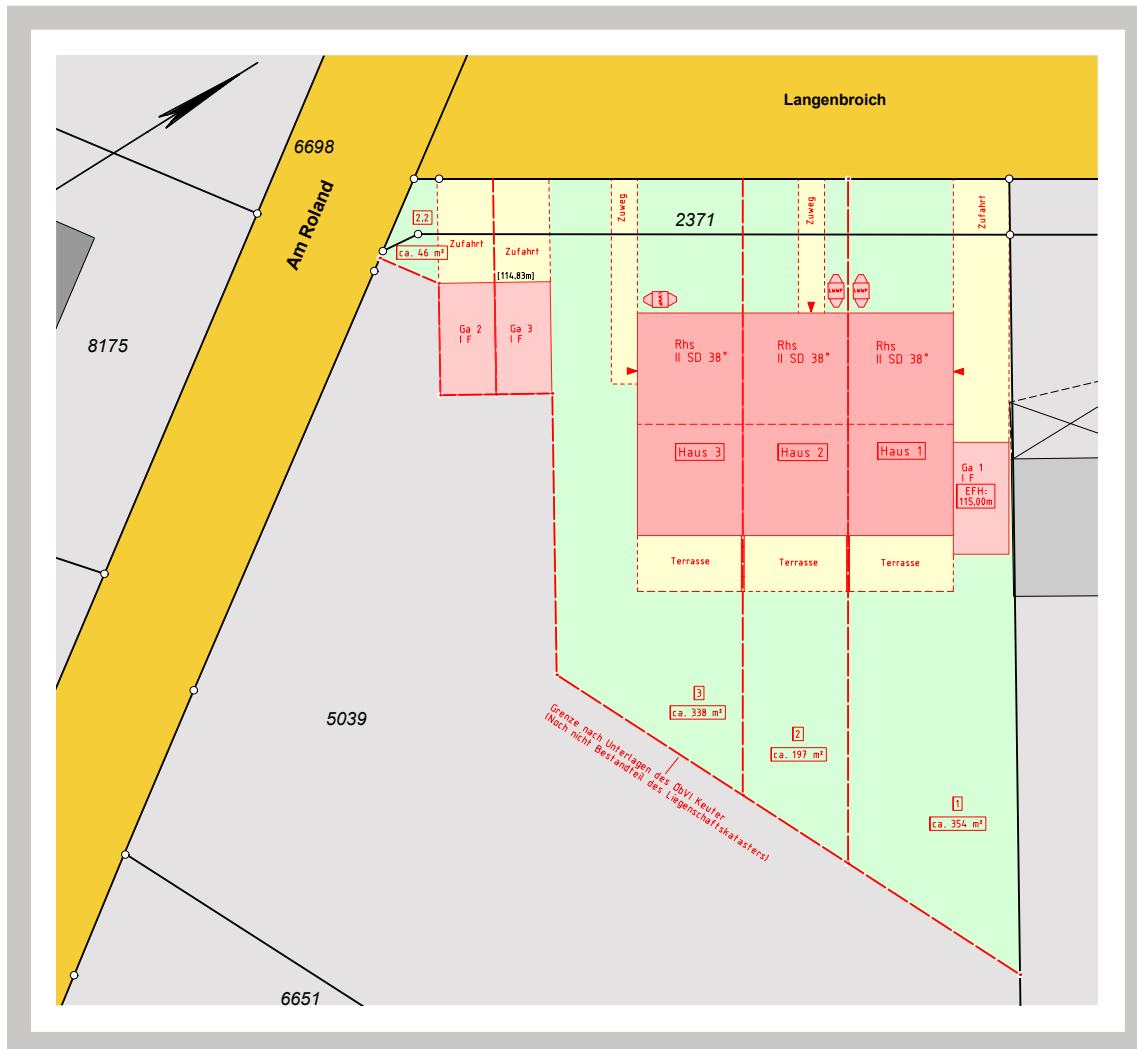 Langenbroich
6698
Am Roland
2.2
Zuweg
2371
Zuweg
Zufahrt
Zufahrt
Zufahrt
ca. 46 m²
[114,83m]
LWWP
LWWP
LWWP
Ga 2
I F
Ga 3
I F
Rhs
II SD 38°
Rhs
II SD 38°
Rhs
II SD 38°
8175
Haus 3
Haus 2
Haus 1
Ga 1
I F
EFH:
115,00m
Terrasse
Terrasse
Terrasse
3
ca. 338 m²
5039
2
ca. 197 m²
Grenze nach Unterlagen des ÖbVI Keuter
(Noch nicht Bestandteil des Liegenschaftskatasters)
1
ca. 354 m²
6651